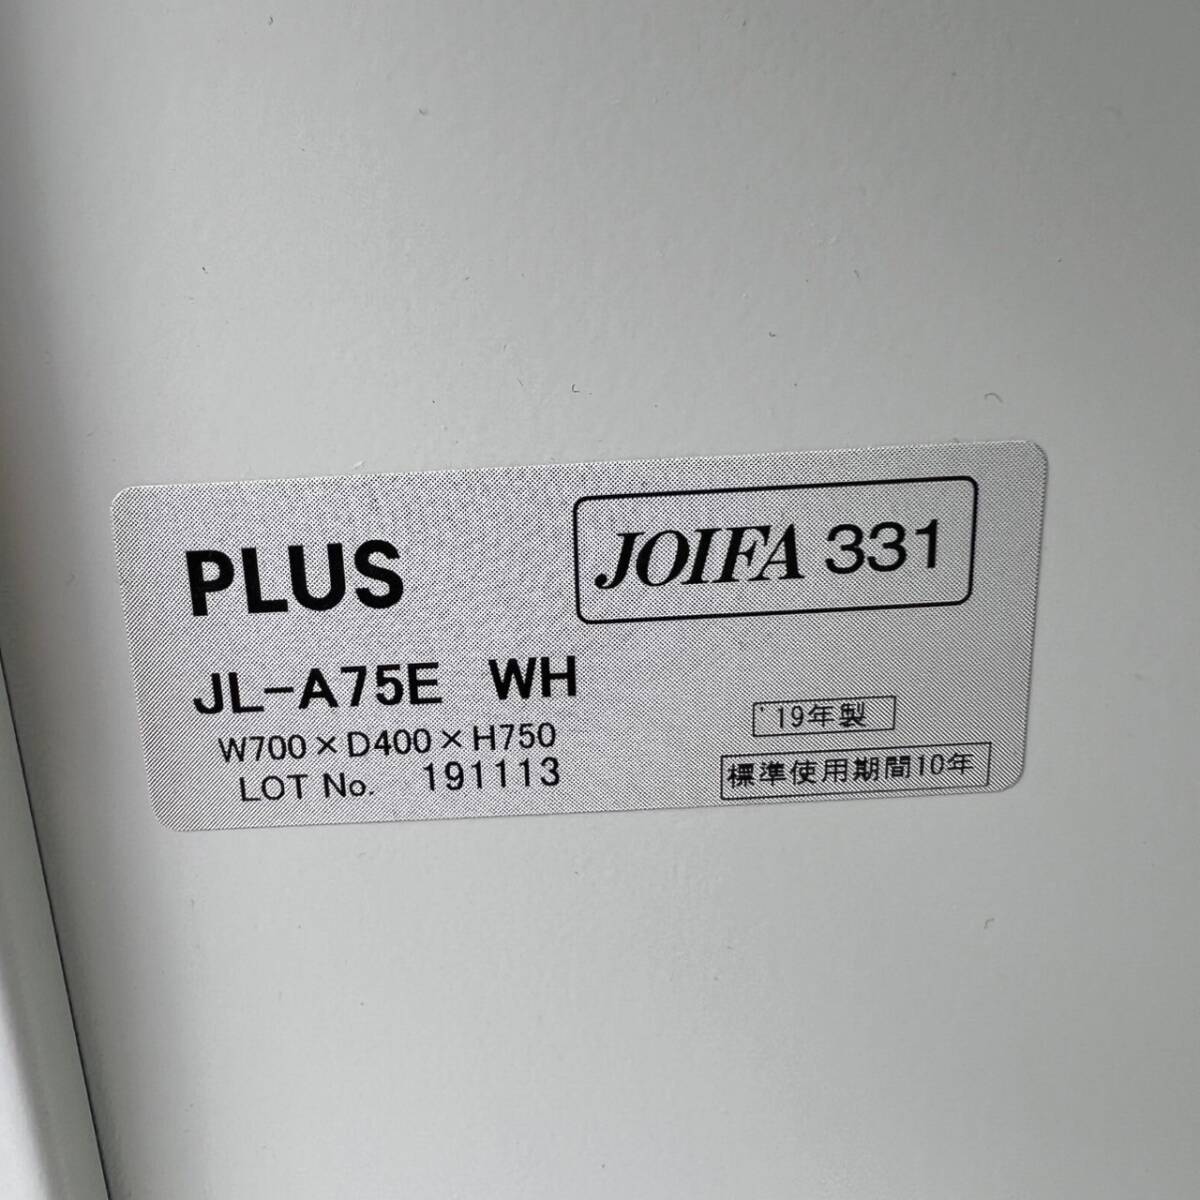 PLUS
JOIFA 331
JL-A75E WH
W700×D400×H750
LOT No. 191113
'19年製
標準使用期間10年